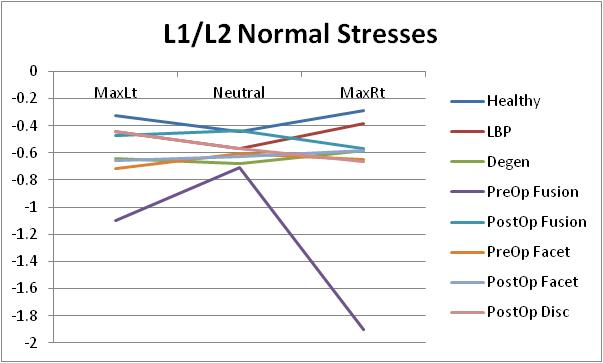 L1/L2 Normal Stresses
0
MaxLt Neutral MaxRt
-0.2
-0.4
-0.6
-0.8
-1
-1.2
-1.4
-1.6
-1.8
-2
Healthy
LBP
Degen
PreOp Fusion
PostOp Fusion
PreOp Facet
PostOp Facet
PostOp Disc